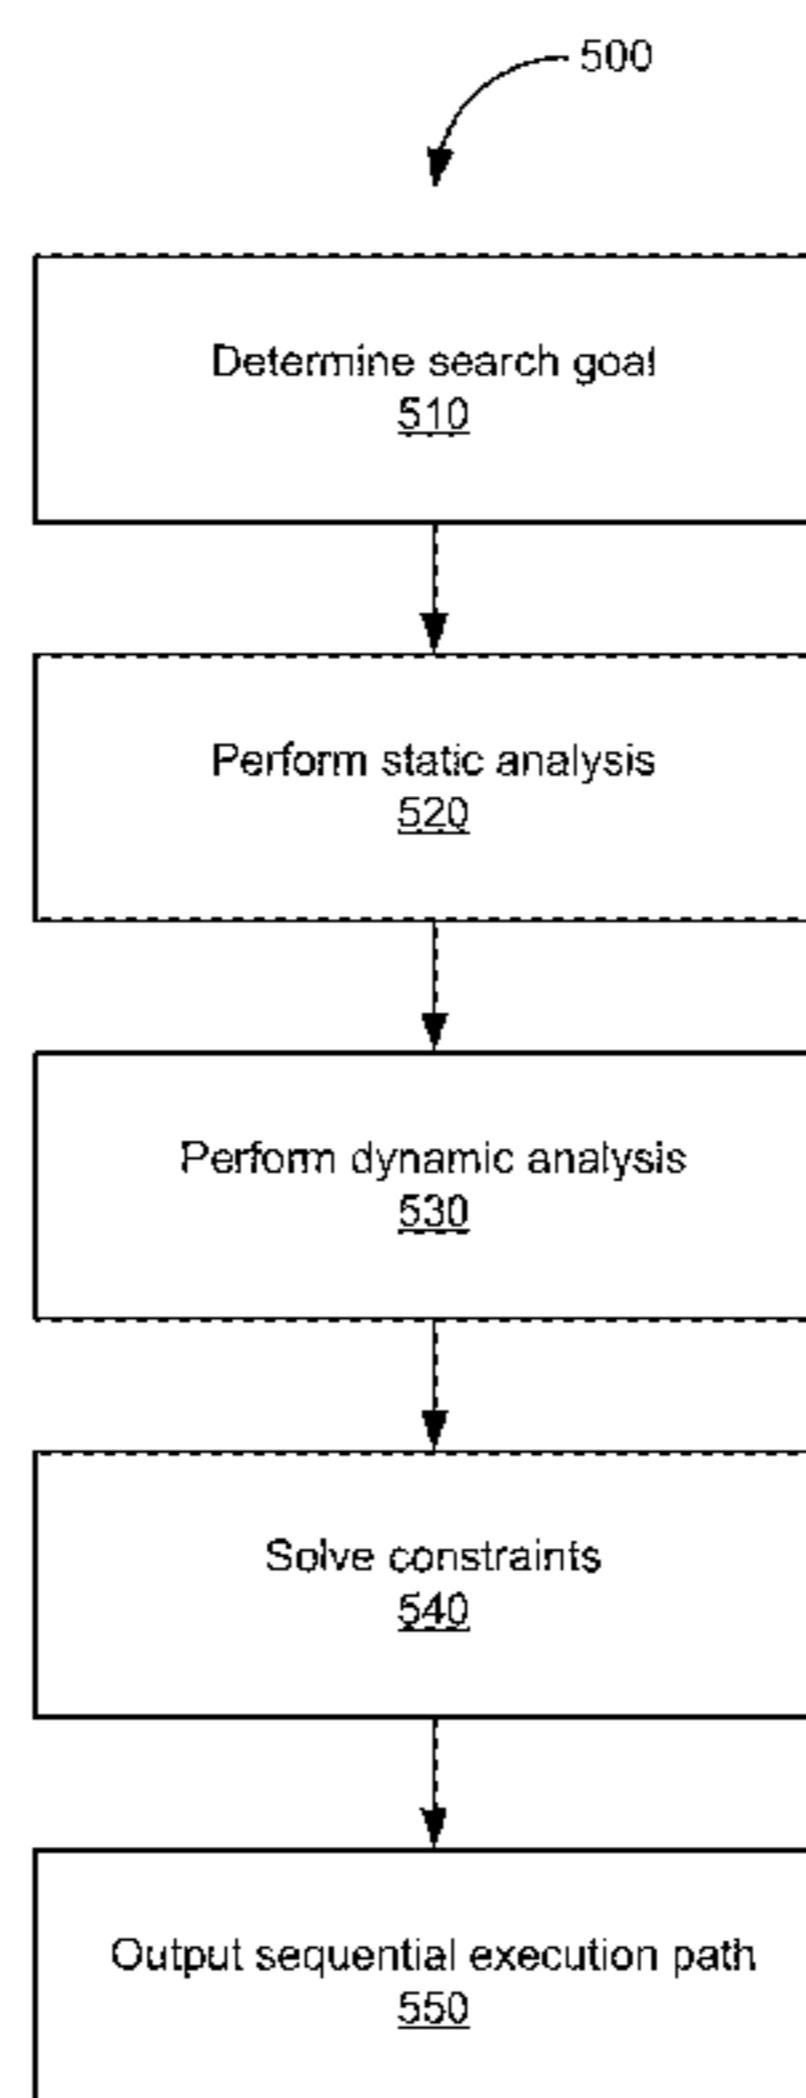 500
Determine search goal
510
Perform static analysis
520
Perform dynamic analysis
530
Solve constraints
540
Output sequential execution path
550